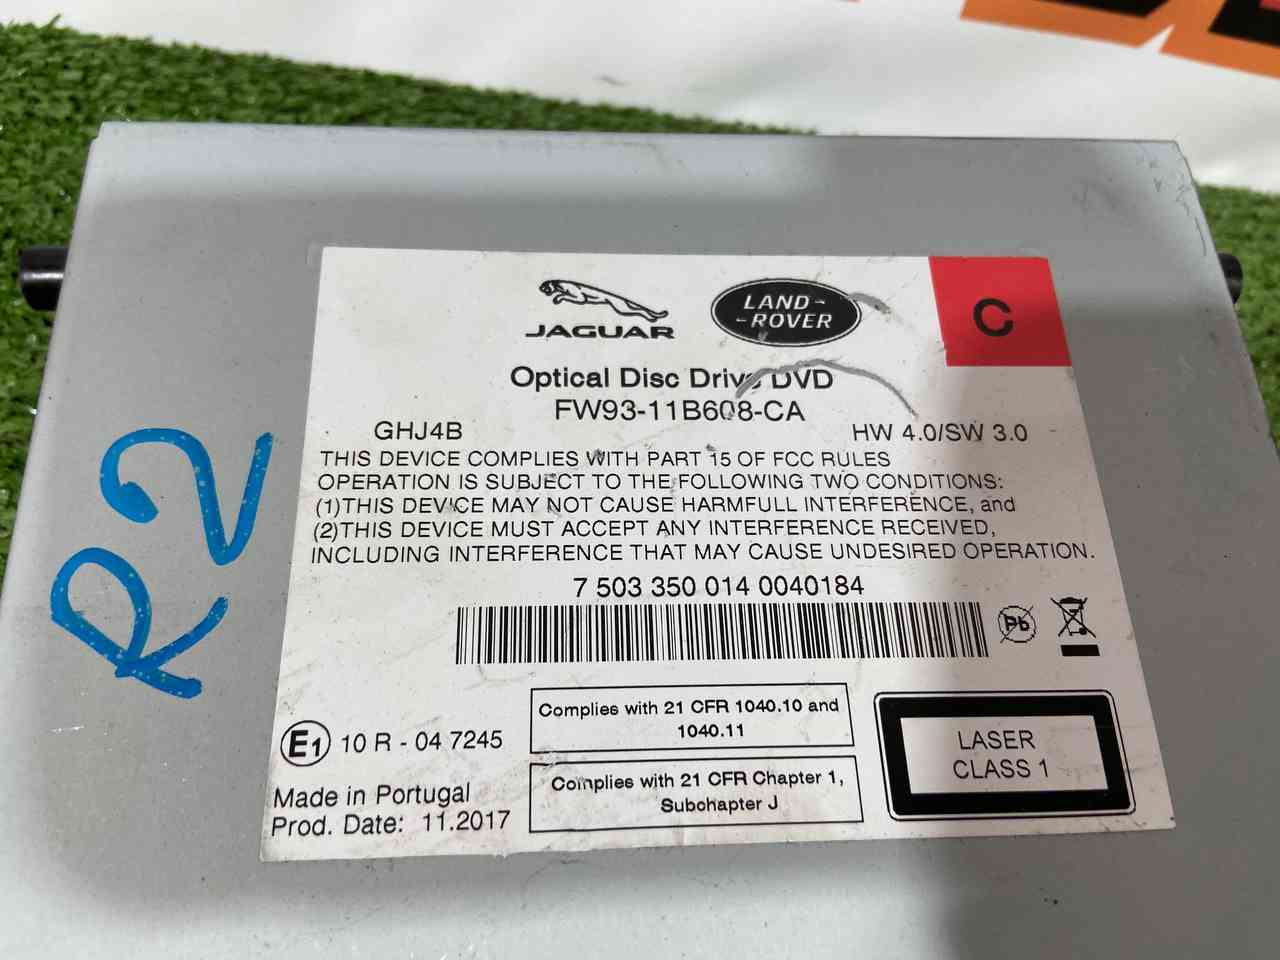 JAGUAR
LAND-
-ROVER
C
Optical Disc Drive DVD
FW93-11B608-CA
GHJ4B
HW 4.0/SW 3.0
THIS DEVICE COMPLIES WITH PART 15 OF FCC RULES
OPERATION IS SUBJECT TO THE FOLLOWING TWO CONDITIONS:
(1)THIS DEVICE MAY NOT CAUSE HARMFULL INTERFERENCE, and
(2)THIS DEVICE MUST ACCEPT ANY INTERFERENCE RECEIVED,
INCLUDING INTERFERENCE THAT MAY CAUSE UNDESIRED OPERATION.
7 503 350 014 0040184
Pb
Complies with 21 CFR 1040.10 and
1040.11
E1 10 R - 04 7245
LASER
CLASS 1
Complies with 21 CFR Chapter 1,
Subchapter J
Made in Portugal
Prod. Date: 11.2017
R2